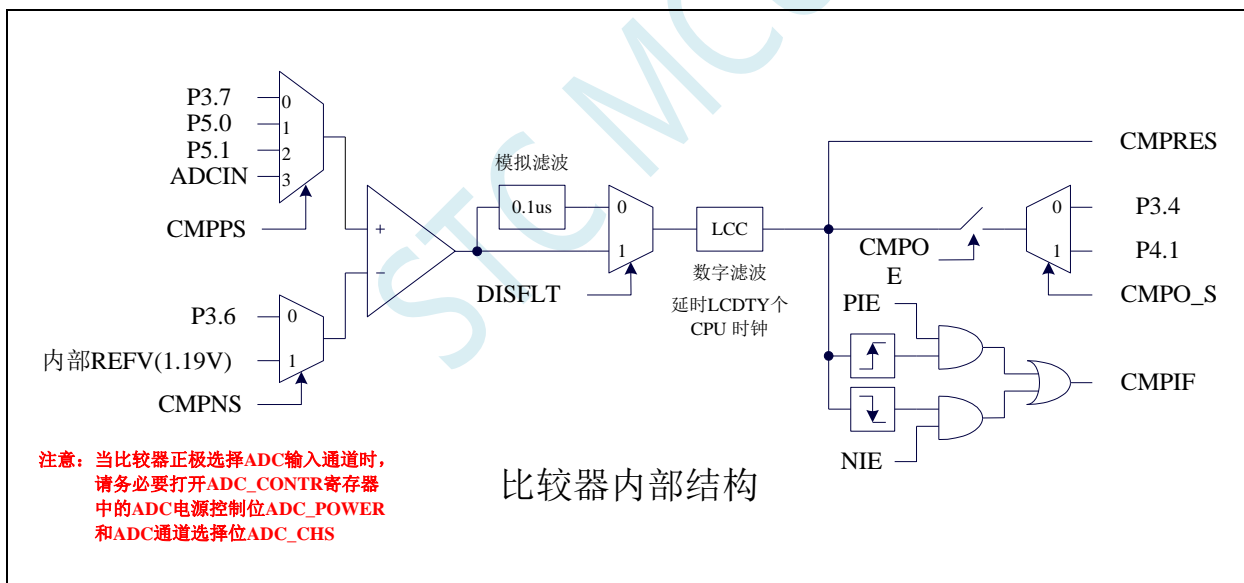 STC MCU
P3.7
P5.0
P5.1
ADCIN
0
1
2
3
CMPPS
P3.6
内部REFV(1.19V)
0
1
CMPNS
+
−
模拟滤波
0.1us
0
1
DISFLT
LCC
数字滤波
延时LCDTY个
CPU 时钟
CMPRES
CMPO
E
0
1
P3.4
P4.1
CMPO_S
PIE
NIE
CMPIF
注意：当比较器正极选择ADC输入通道时，
请务必要打开ADC_CONTR寄存器
中的ADC电源控制位ADC_POWER
和ADC通道选择位ADC_CHS
比较器内部结构